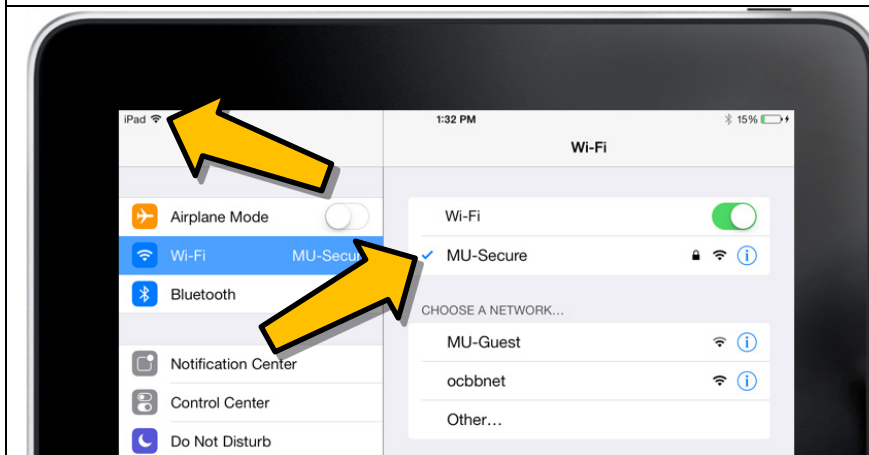 iPad 1:32 PM 15%
Wi-Fi
Airplane Mode
Wi-Fi MU-Secure
Bluetooth
Notification Center
Control Center
Do Not Disturb
Wi-Fi
MU-Secure
CHOOSE A NETWORK...
MU-Guest
ocbbnet
Other...